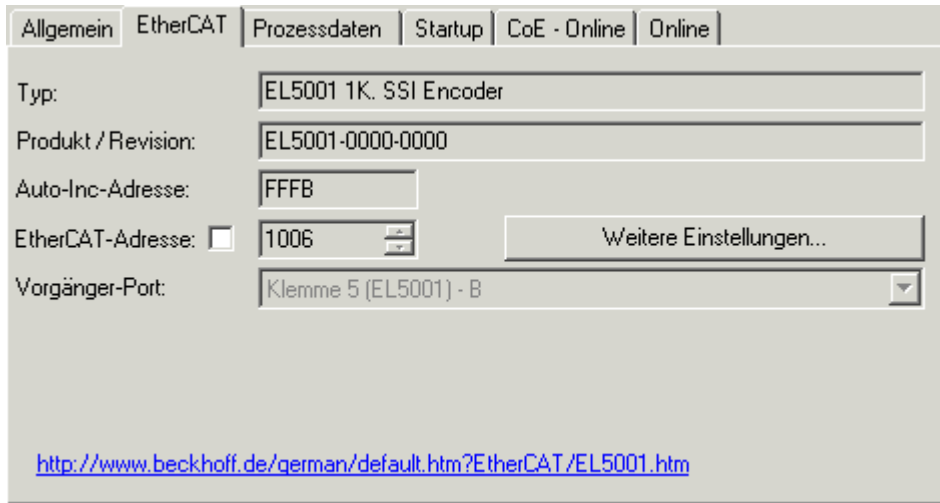 Allgemein EtherCAT Prozessdaten Startup CoE - Online Online
Typ: EL5001 1K. SSI Encoder
Produkt / Revision: EL5001-0000-0000
Auto-Inc-Adresse: FFFB
EtherCAT-Adresse: 1006 Weitere Einstellungen...
Vorgänger-Port: Klemme 5 (EL5001) - B
http://www.beckhoff.de/german/default.htm?EtherCAT/EL5001.htm